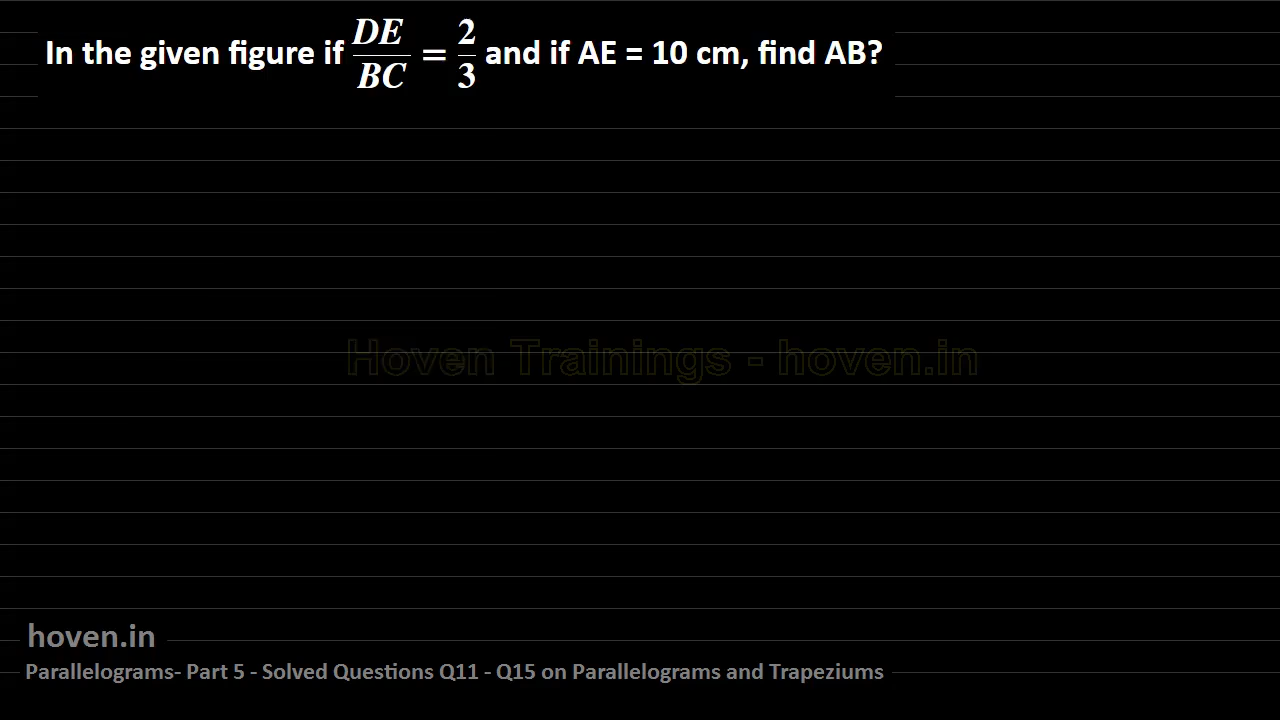 In the given figure if DE/BC = 2/3 and if AE = 10 cm, find AB?
Hoven Trainings - hoven.in
hoven.in
Parallelograms- Part 5 - Solved Questions Q11 - Q15 on Parallelograms and Trapeziums